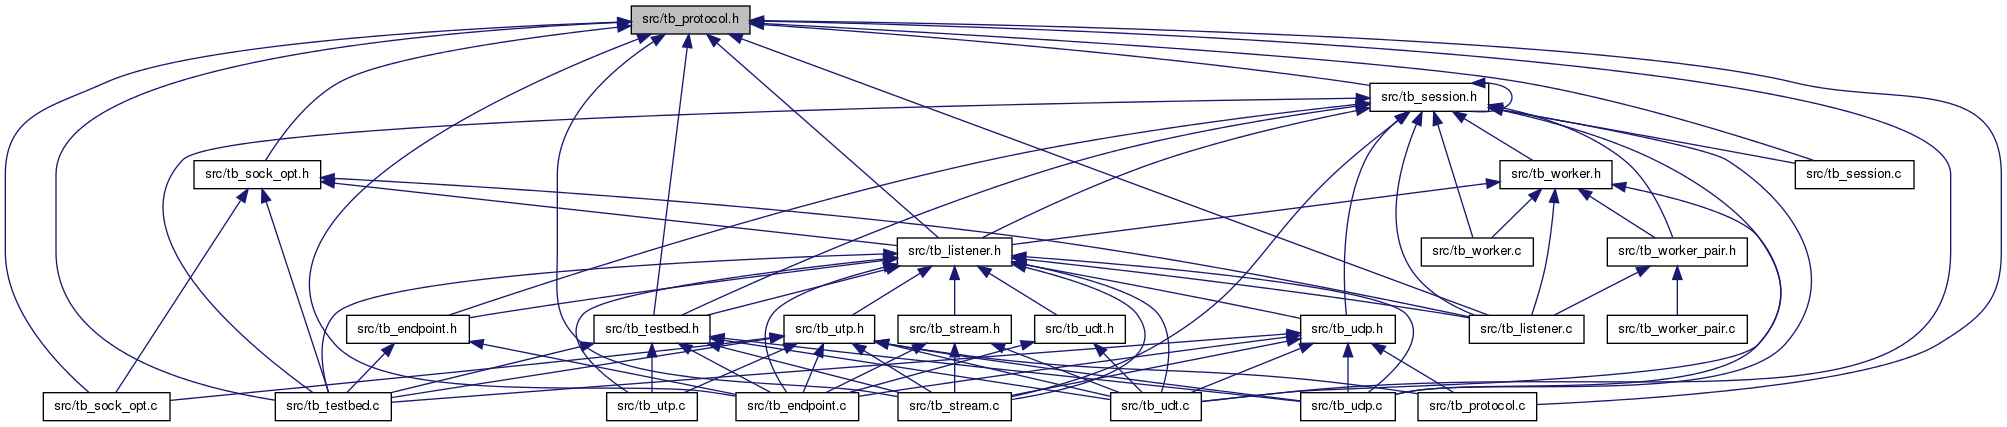 src/tb_protocol.h
src/tb_session.h
src/tb_sock_opt.h
src/tb_worker.h
src/tb_session.c
src/tb_listener.h
src/tb_worker.c
src/tb_worker_pair.h
src/tb_endpoint.h
src/tb_testbed.h
src/tb_utp.h
src/tb_stream.h
src/tb_udt.h
src/tb_udp.h
src/tb_listener.c
src/tb_worker_pair.c
src/tb_sock_opt.c
src/tb_testbed.c
src/tb_utp.c
src/tb_endpoint.c
src/tb_stream.c
src/tb_udt.c
src/tb_udp.c
src/tb_protocol.c